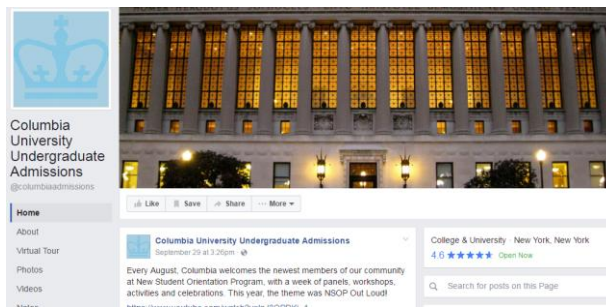 Columbia
University
Undergraduate
Admissions
@columbiaadmissions
Home
About
Virtual Tour
Photos
Videos
Like Save Share More
Columbia University Undergraduate Admissions
September 29 at 3:26pm
Every August, Columbia welcomes the newest members of our community
at New Student Orientation Program, with a week of panels, workshops,
activities and celebrations. This year, the theme was NSOP Out Loud!
College & University New York, New York
4.6 ★★★★★ Open Now
Search for posts on this Page